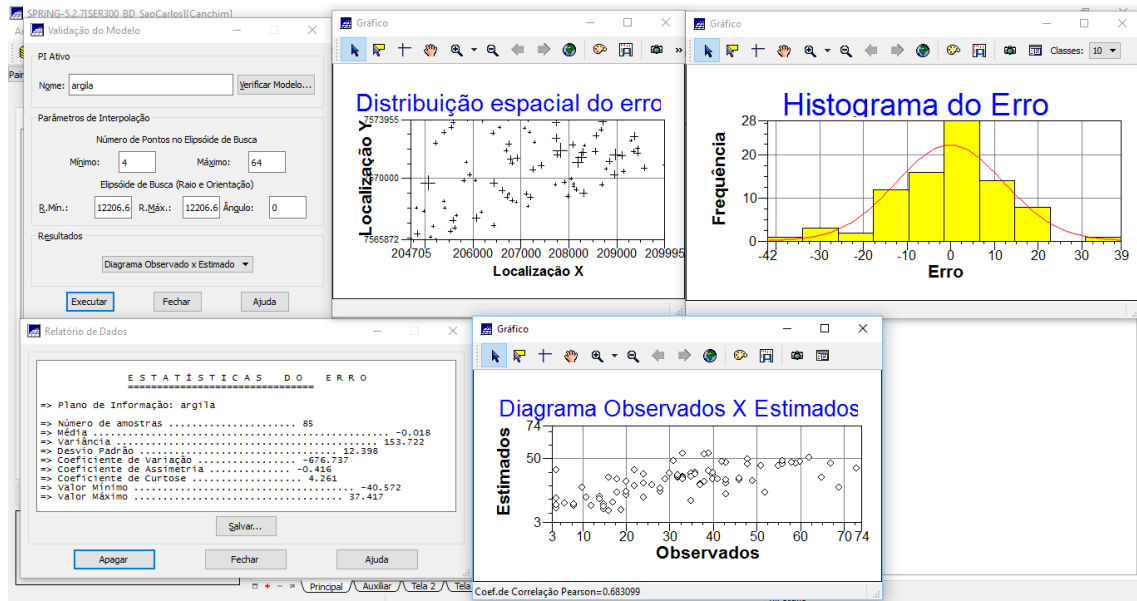 SPRING-5.2.7[SER300_BD_SaoCarlos][Canchim]
Validação do Modelo
PI Ativo
Nome: argila
Verificar Modelo...
Parâmetros de Interpolação
Número de Pontos no Elipsóide de Busca
Mínimo: 4 Máximo: 64
Elipsóide de Busca (Raio e Orientação)
R.Mín.: 12206.6 R.Máx.: 12206.6 Ângulo: 0
Resultados
Diagrama Observado x Estimado
Executar Fechar Ajuda
Gráfico
»
Distribuição espacial do erro
Localização Y
7573955
7570000
7565872
204705 206000 207000 208000 209000 209995
Localização X
Gráfico
Classes: 10
Histograma do Erro
Frequência
28
20
10
0
-42 -30 -20 -10 0 10 20 30 39
Erro
Relatório de Dados
E S T A T Í S T I C A S D O E R R O
===============================
=> Plano de Informação: argila
=> Número de amostras ..................... 85
=> Média ................................................. -0.018
=> Variância ........................................... 153.722
=> Desvio Padrão ................................. 12.398
=> Coeficiente de Variação ................. -676.737
=> Coeficiente de Assimetria .............. -0.416
=> Coeficiente de Curtose .................. 4.261
=> Valor Mínimo ..................................... -40.572
=> Valor Máximo ................................... 37.417
Salvar...
Apagar Fechar Ajuda
Gráfico
Diagrama Observados X Estimados
Estimados
74
50
3
3 10 20 30 40 50 60 70 74
Observados
Coef.de Correlação Pearson=0.683099
Principal Auxiliar Tela 2 Tela